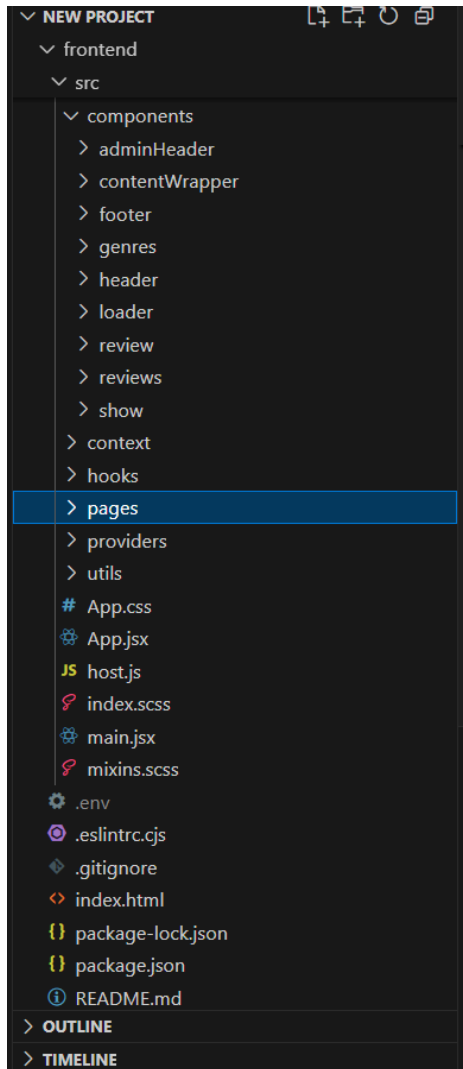 NEW PROJECT
frontend
src
components
adminHeader
contentWrapper
footer
genres
header
loader
review
reviews
show
context
hooks
pages
providers
utils
# App.css
App.jsx
JS host.js
index.scss
main.jsx
mixins.scss
.env
.eslintrc.cjs
.gitignore
<> index.html
{} package-lock.json
{} package.json
README.md
OUTLINE
TIMELINE